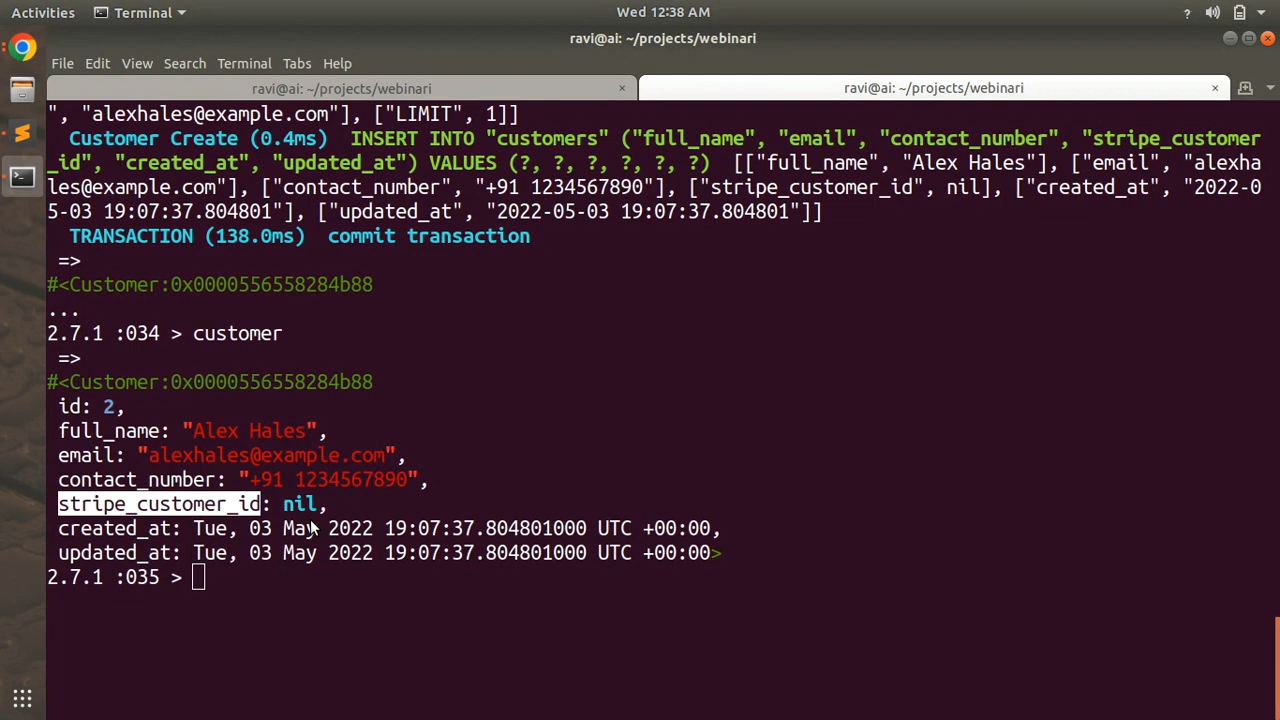 Activities
Terminal
Wed 12:38 AM
?
ravi@ai: ~/projects/webinari
File Edit View Search Terminal Tabs Help
ravi@ai: ~/projects/webinari ×
ravi@ai: ~/projects/webinari ×
", "alexhales@example.com"], ["LIMIT", 1]]
Customer Create (0.4ms) INSERT INTO "customers" ("full_name", "email", "contact_number", "stripe_customer
_id", "created_at", "updated_at") VALUES (?, ?, ?, ?, ?, ?) [["full_name", "Alex Hales"], ["email", "alexha
les@example.com"], ["contact_number", "+91 1234567890"], ["stripe_customer_id", nil], ["created_at", "2022-0
5-03 19:07:37.804801"], ["updated_at", "2022-05-03 19:07:37.804801"]]
TRANSACTION (138.0ms) commit transaction
=>
#<Customer:0x0000556558284b88
...
2.7.1 :034 > customer
=>
#<Customer:0x0000556558284b88
id: 2,
full_name: "Alex Hales",
email: "alexhales@example.com",
contact_number: "+91 1234567890",
stripe_customer_id: nil,
created_at: Tue, 03 May 2022 19:07:37.804801000 UTC +00:00,
updated_at: Tue, 03 May 2022 19:07:37.804801000 UTC +00:00>
2.7.1 :035 >